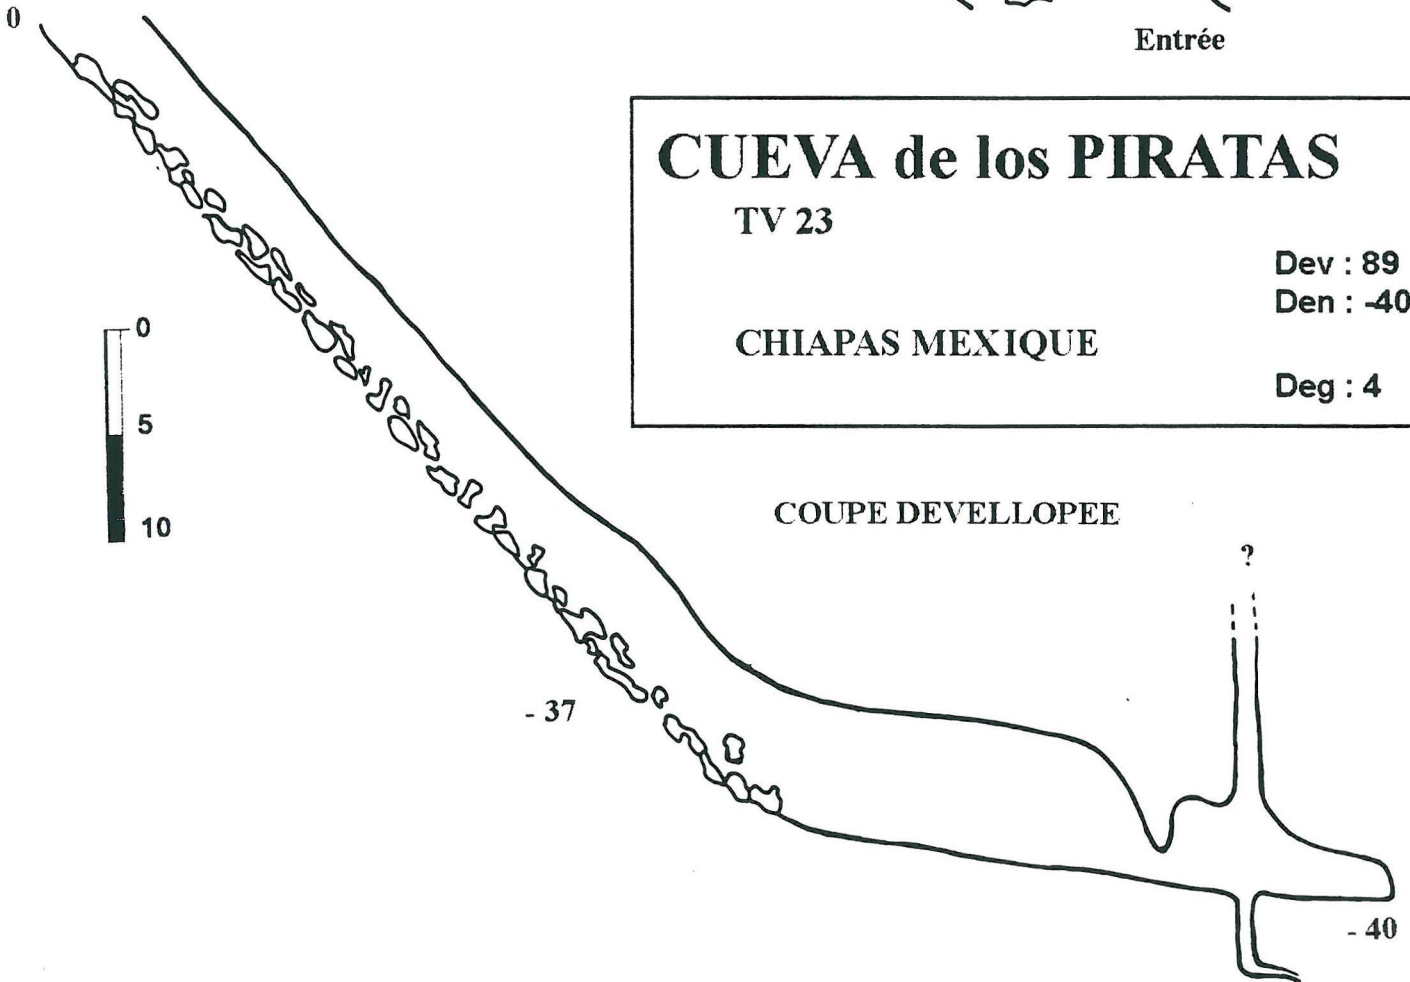 0
Entrée
CUEVA de los PIRATAS
TV 23
Dev : 89
Den : -40
CHIAPAS MEXIQUE
Deg : 4
0
5
10
COUPE DEVELLOPEE
?
- 37
- 40